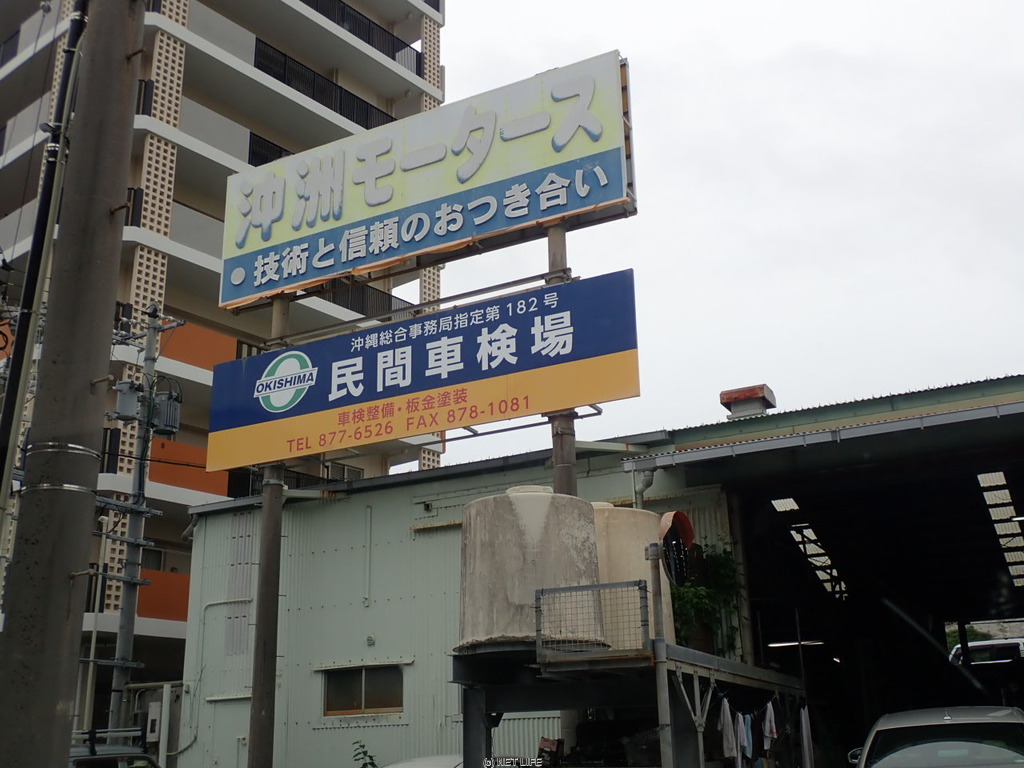 沖洲モータース
●技術と信頼のおつき合い
沖縄総合事務局指定第182号
OKISHIMA
民間車検場
車検整備・板金塗装
TEL 877-6526 FAX 878-1081
(c) NET LIFE